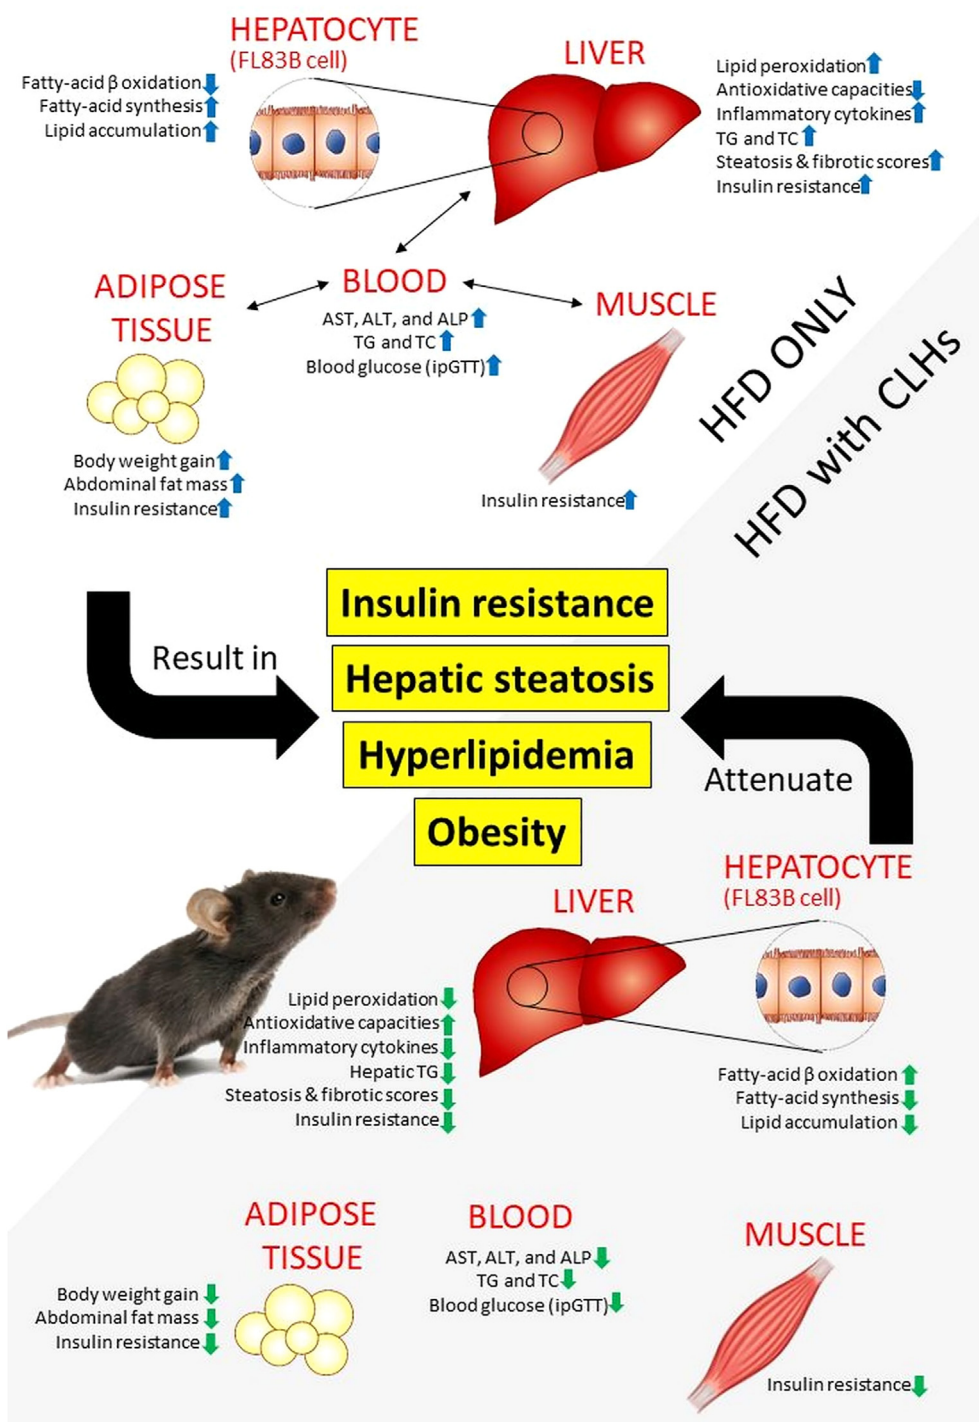 HEPATOCYTE
(FL83B cell)
Fatty-acid β oxidation
Fatty-acid synthesis
Lipid accumulation
LIVER
Lipid peroxidation
Antioxidative capacities
Inflammatory cytokines
TG and TC
Steatosis & fibrotic scores
Insulin resistance
ADIPOSE
TISSUE
Body weight gain
Abdominal fat mass
Insulin resistance
BLOOD
AST, ALT, and ALP
TG and TC
Blood glucose (ipGTT)
MUSCLE
Insulin resistance
HFD ONLY
HFD with CLHs
Result in
Insulin resistance
Hepatic steatosis
Hyperlipidemia
Obesity
Attenuate
LIVER
Lipid peroxidation
Antioxidative capacities
Inflammatory cytokines
Hepatic TG
Steatosis & fibrotic scores
Insulin resistance
HEPATOCYTE
(FL83B cell)
Fatty-acid β oxidation
Fatty-acid synthesis
Lipid accumulation
ADIPOSE
TISSUE
Body weight gain
Abdominal fat mass
Insulin resistance
BLOOD
AST, ALT, and ALP
TG and TC
Blood glucose (ipGTT)
MUSCLE
Insulin resistance